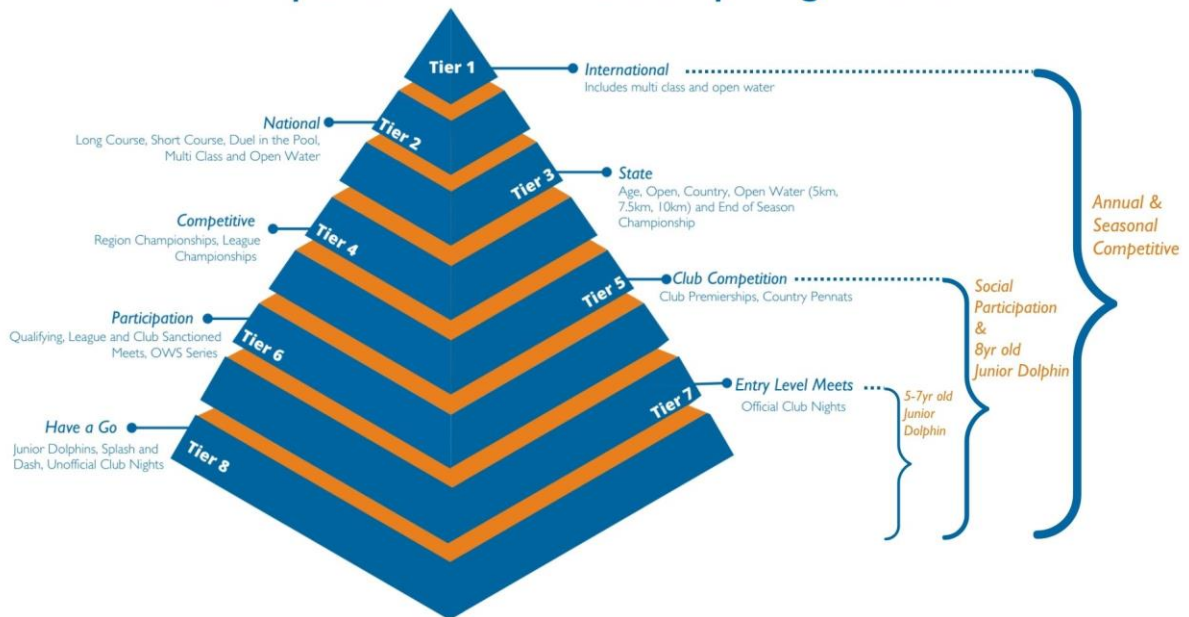 Tier 1
International
Includes multi class and open water
National
Long Course, Short Course, Duel in the Pool,
Multi Class and Open Water
Tier 2
Tier 3
State
Age, Open, Country, Open Water (5km,
7.5km, 10km) and End of Season
Championship
Competitive
Region Championships, League
Championships
Tier 4
Tier 5
Club Competition
Club Premierships, Country Pennats
Participation
Qualifying, League and Club Sanctioned
Meets, OWS Series
Tier 6
Tier 7
Entry Level Meets
Official Club Nights
Have a Go
Junior Dolphins, Splash and
Dash, Unofficial Club Nights
Tier 8
5-7yr old
Junior
Dolphin
Social
Participation
&
8yr old
Junior Dolphin
Annual &
Seasonal
Competitive